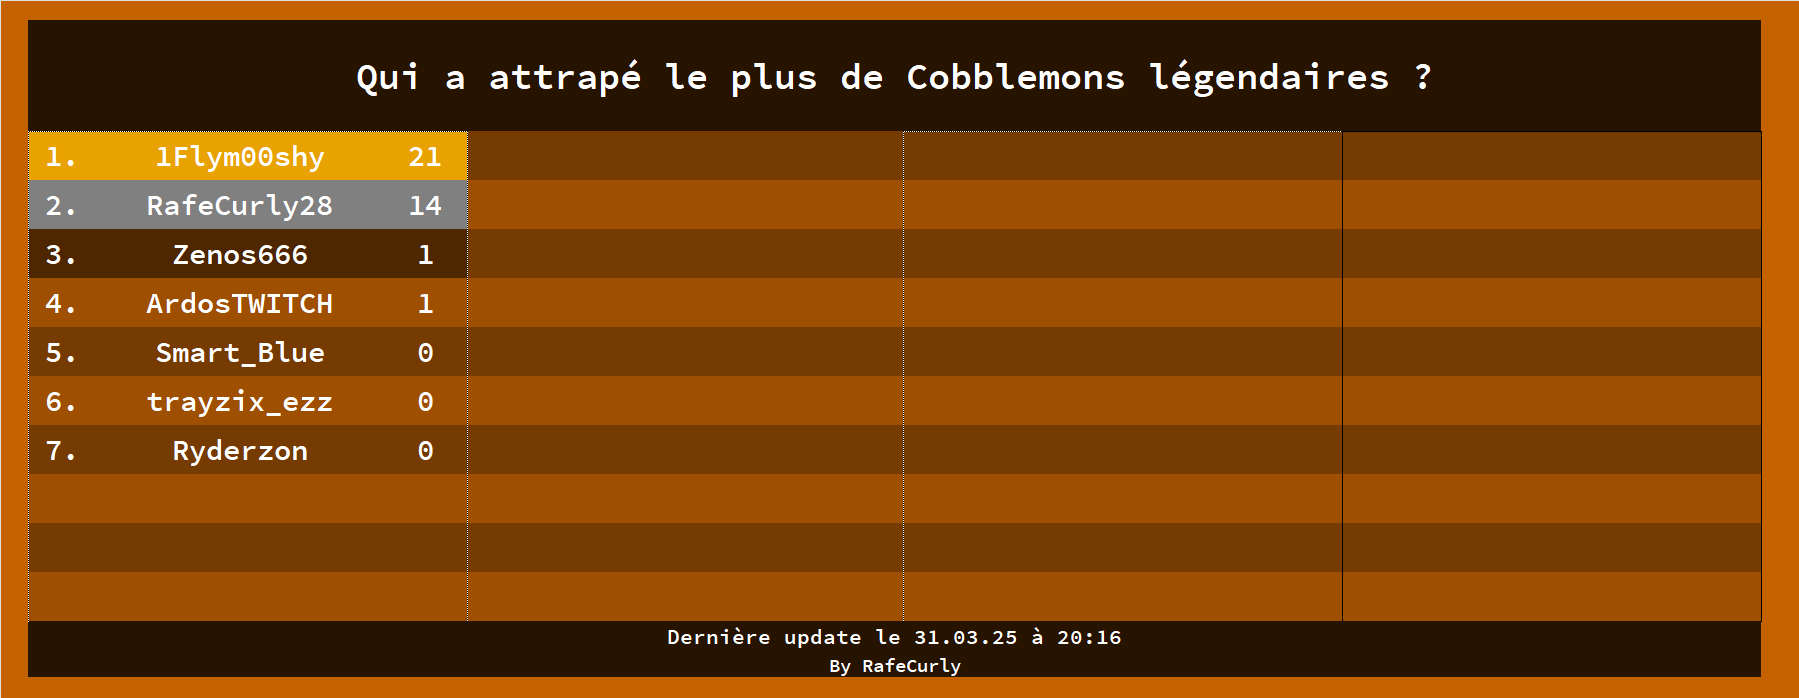 Qui a attrapé le plus de Cobblemons légendaires ?
1. 1Flym00shy 21
2. RafeCurly28 14
3. Zenos666 1
4. ArdosTWITCH 1
5. Smart_Blue 0
6. trayzix_ezz 0
7. Ryderzon 0
Dernière update le 31.03.25 à 20:16
By RafeCurly